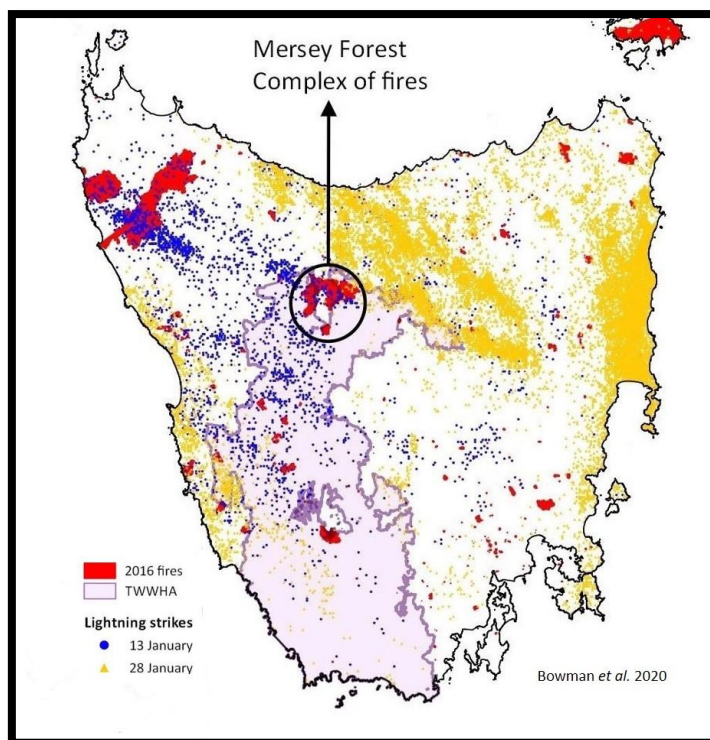 Mersey Forest
Complex of fires
2016 fires
TWWHA
Lightning strikes
13 January
28 January
Bowman et al. 2020